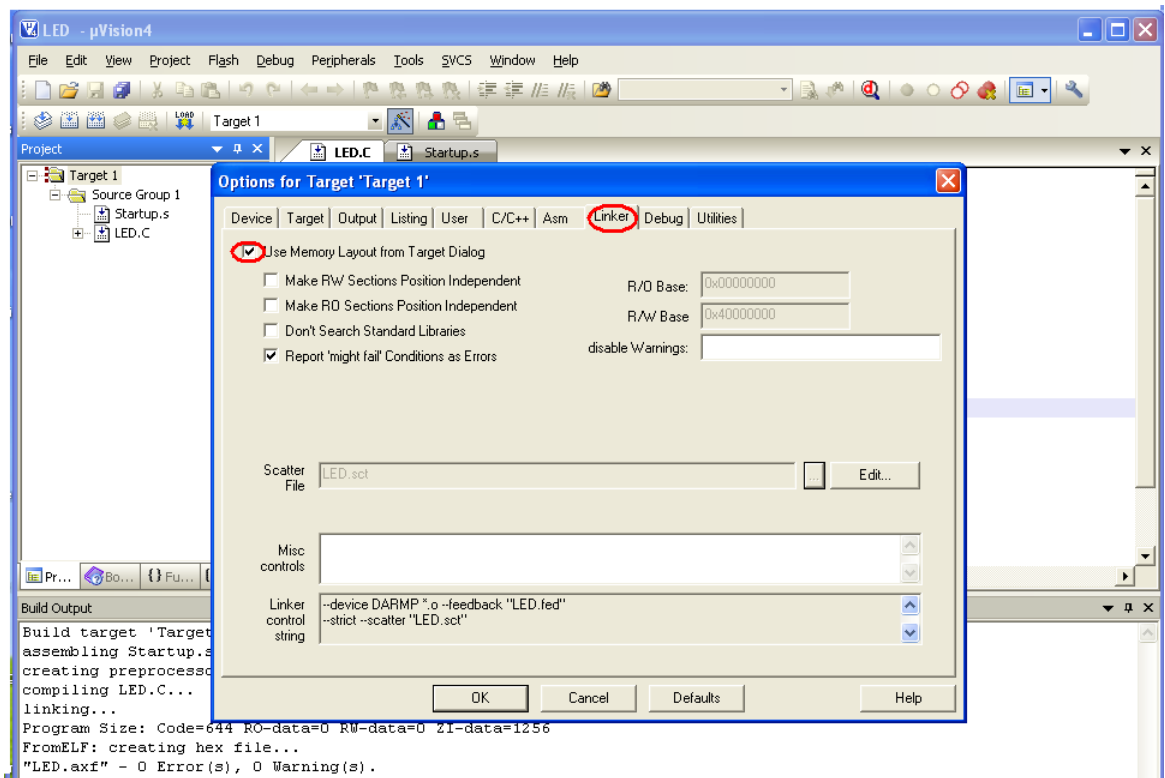 LED - µVision4
File Edit View Project Flash Debug Peripherals Tools SVCS Window Help
LOAD Target 1
Project LED.C Startup.s
Target 1
Source Group 1
Startup.s
LED.C
Options for Target 'Target 1'
Device Target Output Listing User C/C++ Asm Linker Debug Utilities
Use Memory Layout from Target Dialog
Make RW Sections Position Independent
Make RO Sections Position Independent
Don't Search Standard Libraries
Report 'might fail' Conditions as Errors
R/O Base: 0x00000000
R/W Base 0x40000000
disable Warnings:
Scatter
File
LED.sct ... Edit...
Misc
controls
Linker
control
string
--device DARMP *.o --feedback "LED.fed"
--strict --scatter "LED.sct"
OK Cancel Defaults Help
Pr... Bo... {} Fu...
Build Output
Build target 'Target
assembling Startup.s
creating preprocesso
compiling LED.C...
linking...
Program Size: Code=644 RO-data=0 RW-data=0 ZI-data=1256
FromELF: creating hex file...
"LED.axf" - 0 Error(s), 0 Warning(s).